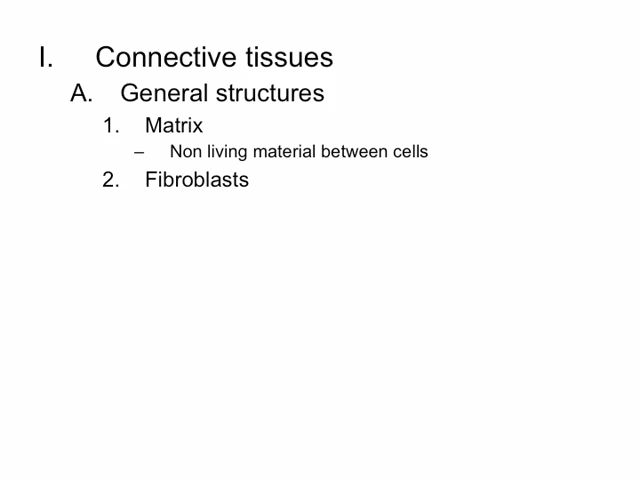 I. Connective tissues
A. General structures
1. Matrix
– Non living material between cells
2. Fibroblasts